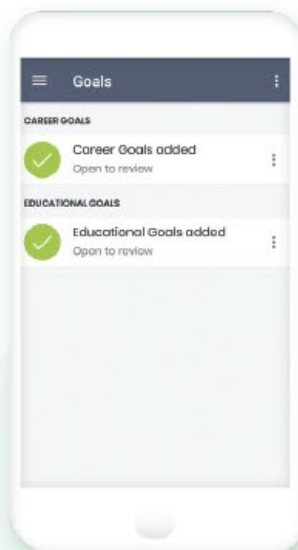 Goals
CAREER GOALS
Career Goals added
Open to review
EDUCATIONAL GOALS
Educational Goals added
Open to review